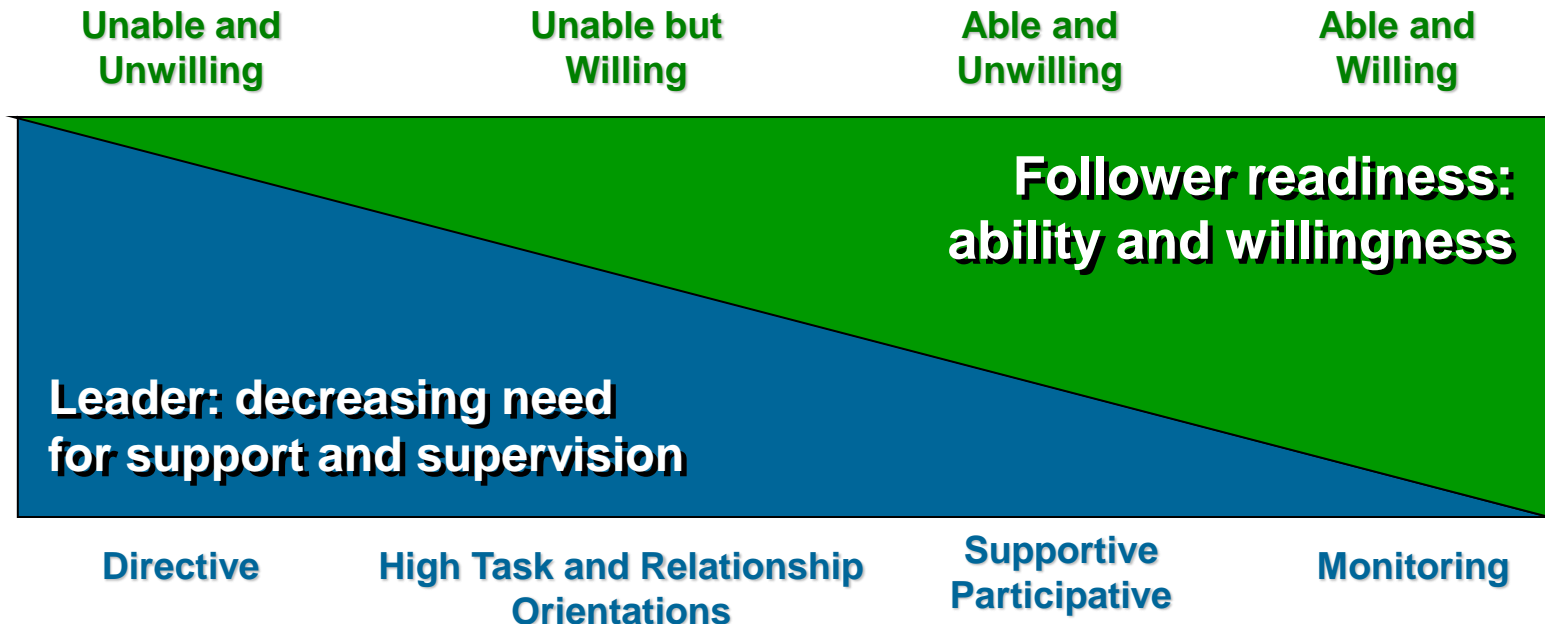 Unable and
Unwilling
Unable but
Willing
Able and
Unwilling
Able and
Willing
Follower readiness:
ability and willingness
Leader: decreasing need
for support and supervision
Directive
High Task and Relationship
Orientations
Supportive
Participative
Monitoring